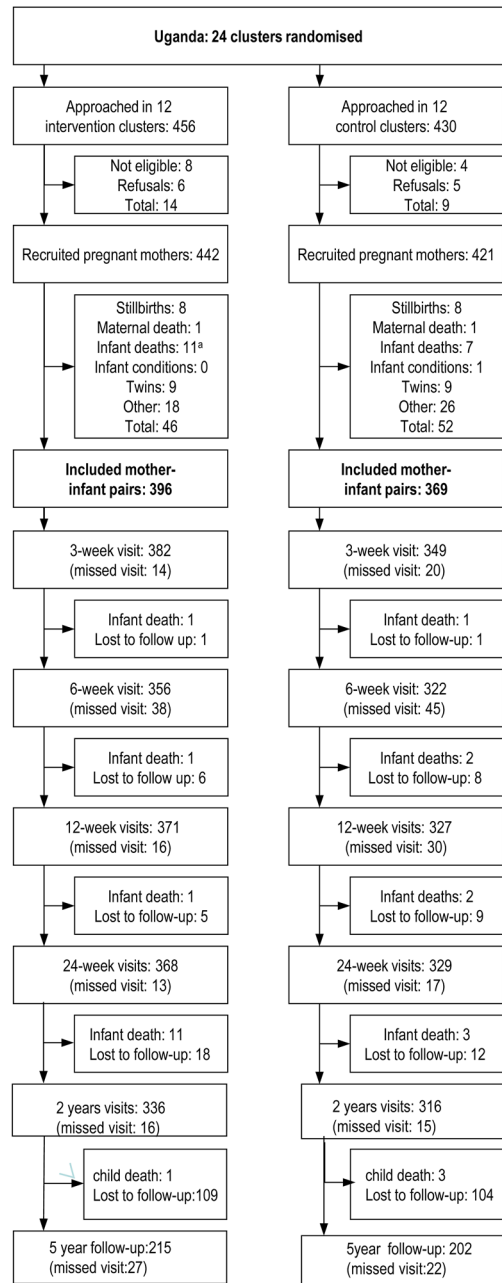 Uganda: 24 clusters randomised
Approached in 12
intervention clusters: 456
Approached in 12
control clusters: 430
Not eligible: 8
Refusals: 6
Total: 14
Not eligible: 4
Refusals: 5
Total: 9
Recruited pregnant mothers: 442
Recruited pregnant mothers: 421
Stillbirths: 8
Maternal death: 1
Infant deaths: 11ª
Infant conditions: 0
Twins: 9
Other: 18
Total: 46
Stillbirths: 8
Maternal death: 1
Infant deaths: 7
Infant conditions: 1
Twins: 9
Other: 26
Total: 52
Included mother-
infant pairs: 396
Included mother-
infant pairs: 369
3-week visit: 382
(missed visit: 14)
3-week visit: 349
(missed visit: 20)
Infant death: 1
Lost to follow up: 1
Infant death: 1
Lost to follow-up: 1
6-week visit: 356
(missed visit: 38)
6-week visit: 322
(missed visit: 45)
Infant death: 1
Lost to follow up: 6
Infant deaths: 2
Lost to follow-up: 8
12-week visits: 371
(missed visit: 16)
12-week visits: 327
(missed visit: 30)
Infant death: 1
Lost to follow-up: 5
Infant deaths: 2
Lost to follow-up: 9
24-week visits: 368
(missed visit: 13)
24-week visits: 329
(missed visit: 17)
Infant death: 11
Lost to follow-up: 18
Infant death: 3
Lost to follow-up: 12
2 years visits: 336
(missed visit: 16)
2 years visits: 316
(missed visit: 15)
child death: 1
Lost to follow-up:109
child death: 3
Lost to follow-up: 104
5 year follow-up:215
(missed visit:27)
5year follow-up: 202
(missed visit:22)